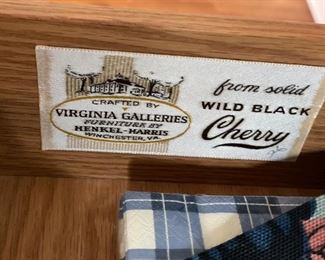 CRAFTED BY
VIRGINIA GALLERIES
FURNITURE BY
HENKEL-HARRIS
WINCHESTER, VA.
from solid
WILD BLACK
Cherry